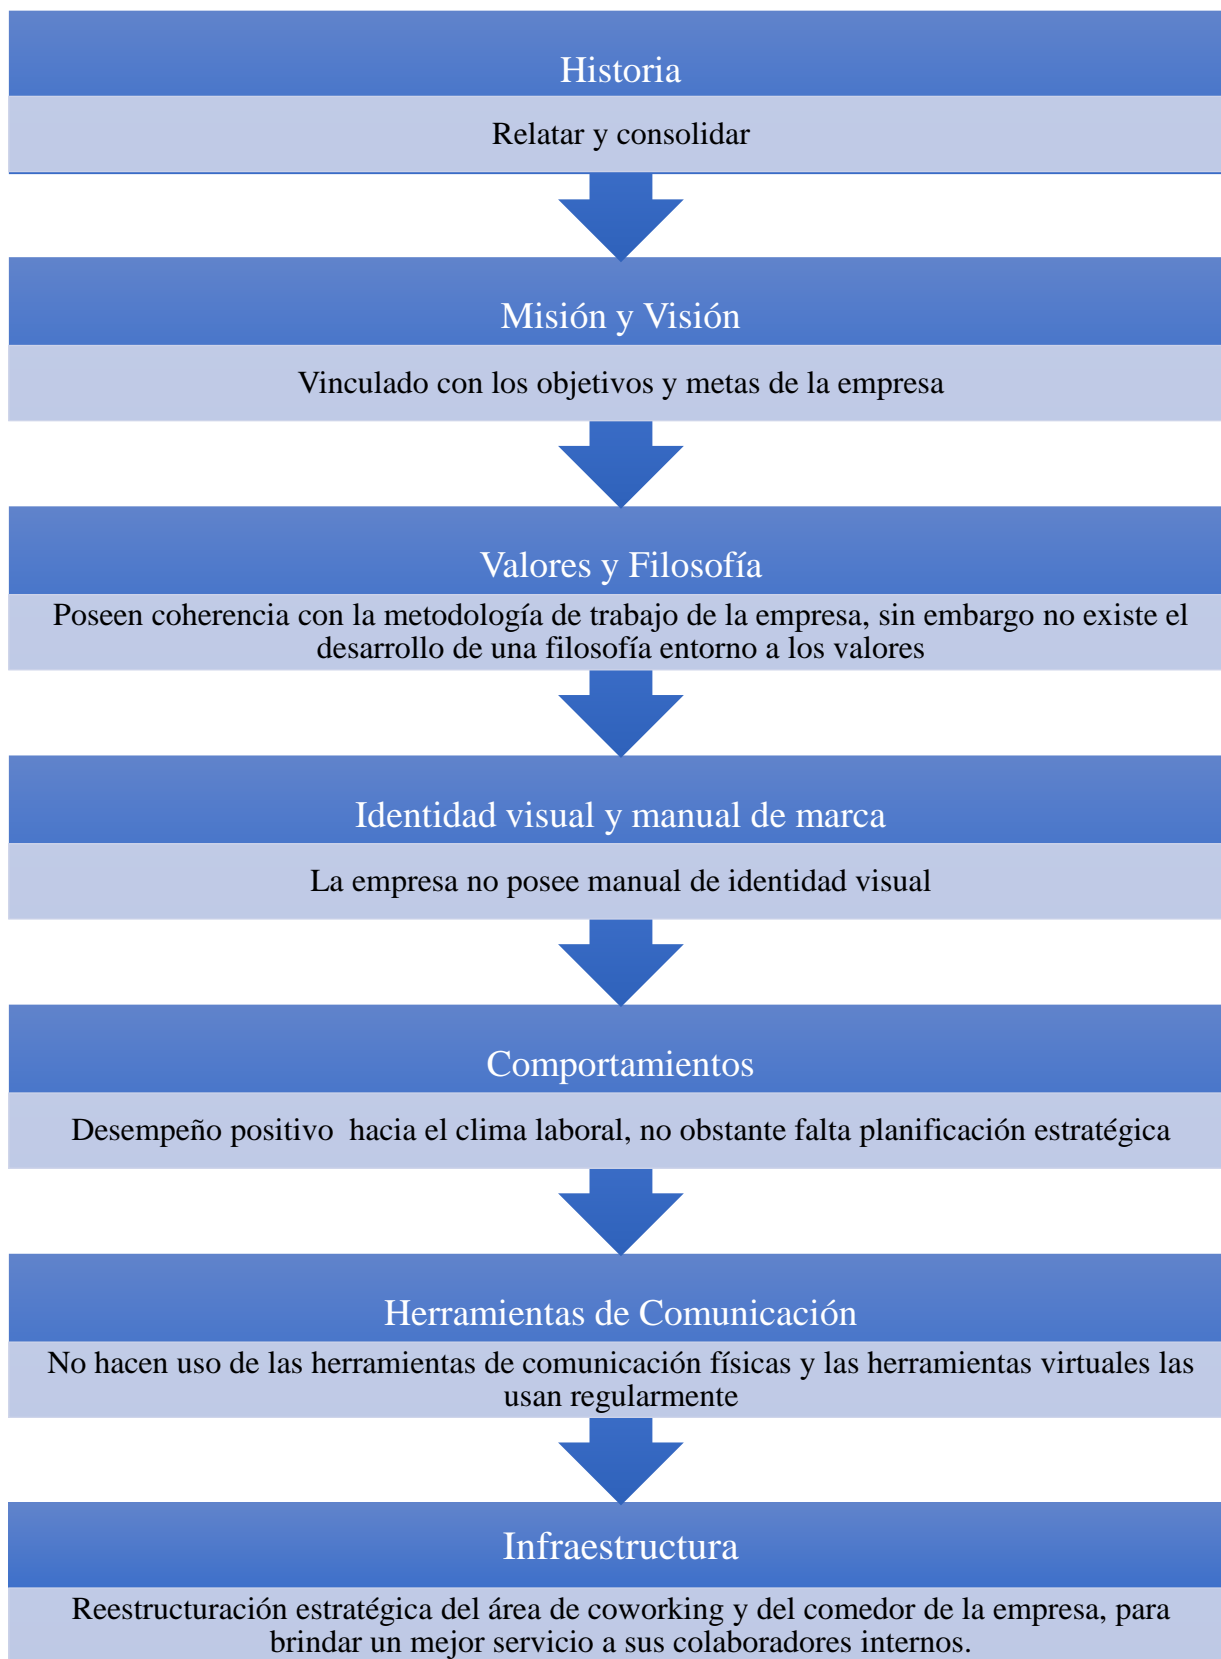 Historia
Relatar y consolidar
Misión y Visión
Vinculado con los objetivos y metas de la empresa
Valores y Filosofía
Poseen coherencia con la metodología de trabajo de la empresa, sin embargo no existe el
desarrollo de una filosofía entorno a los valores
Identidad visual y manual de marca
La empresa no posee manual de identidad visual
Comportamientos
Desempeño positivo  hacia el clima laboral, no obstante falta planificación estratégica
Herramientas de Comunicación
No hacen uso de las herramientas de comunicación físicas y las herramientas virtuales las
usan regularmente
Infraestructura
Reestructuración estratégica del área de coworking y del comedor de la empresa, para
brindar un mejor servicio a sus colaboradores internos.